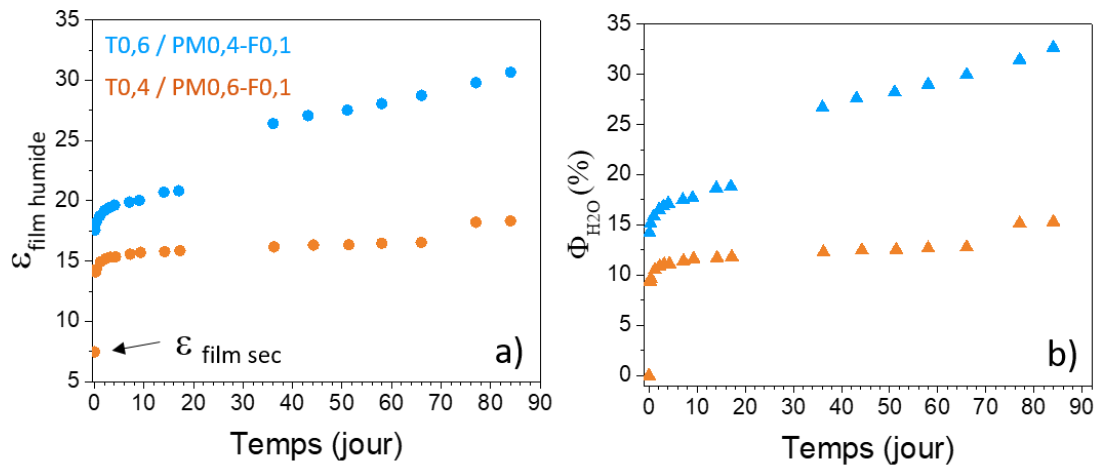 35
30
25
20
15
10
5
ε film humide
T0,6 / PM0,4-F0,1
T0,4 / PM0,6-F0,1
ε film sec
a)
0 10 20 30 40 50 60 70 80 90
Temps (jour)
35
30
25
20
15
10
5
0
Φ H2O (%)
b)
0 10 20 30 40 50 60 70 80 90
Temps (jour)